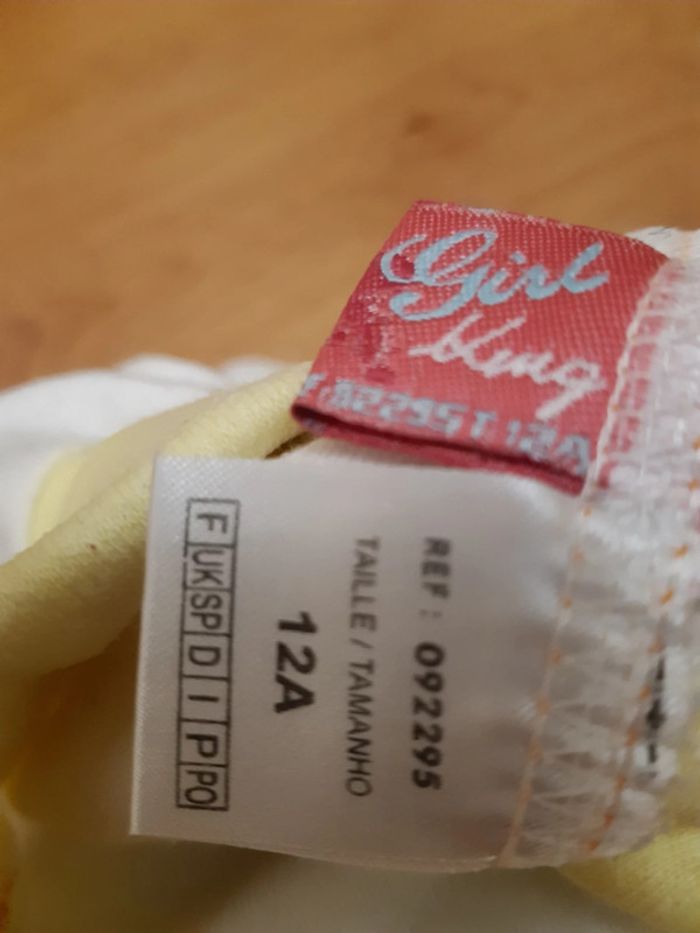 Girl
REF: 092295
TAILLE / TAMANHO
12A
F UK SP D I P PO